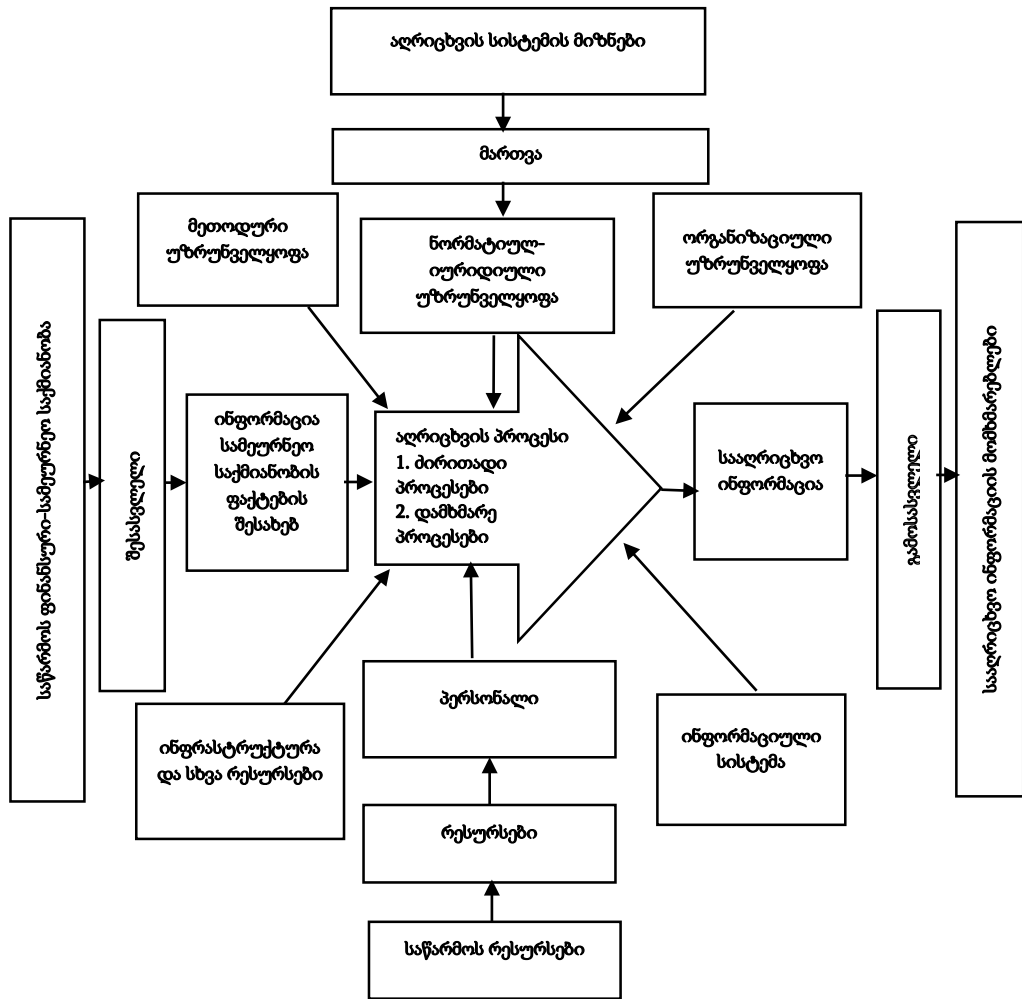 აღრიცხვის სისტემის მიზნები
მართვა
მეთოდური
უზრუნველყოფა
ნორმატიულ-
იურიდიული
უზრუნველყოფა
ორგანიზაციული
უზრუნველყოფა
საწარმოს ფინანსური-სამეურნეო საქმიანობა
შესასვლელი
ინფორმაცია
სამეურნეო
საქმიანობის
ფაქტების
შესახებ
აღრიცხვის პროცესი
1. ძირითადი
პროცესები
2. დამხმარე
პროცესები
სააღრიცხვო
ინფორმაცია
გამოსასვლელი
სააღრიცხვო ინფორმაციის მომხმარებლები
ინფრასტრუქტურა
და სხვა რესურსები
პერსონალი
ინფორმაციული
სისტემა
რესურსები
საწარმოს რესურსები